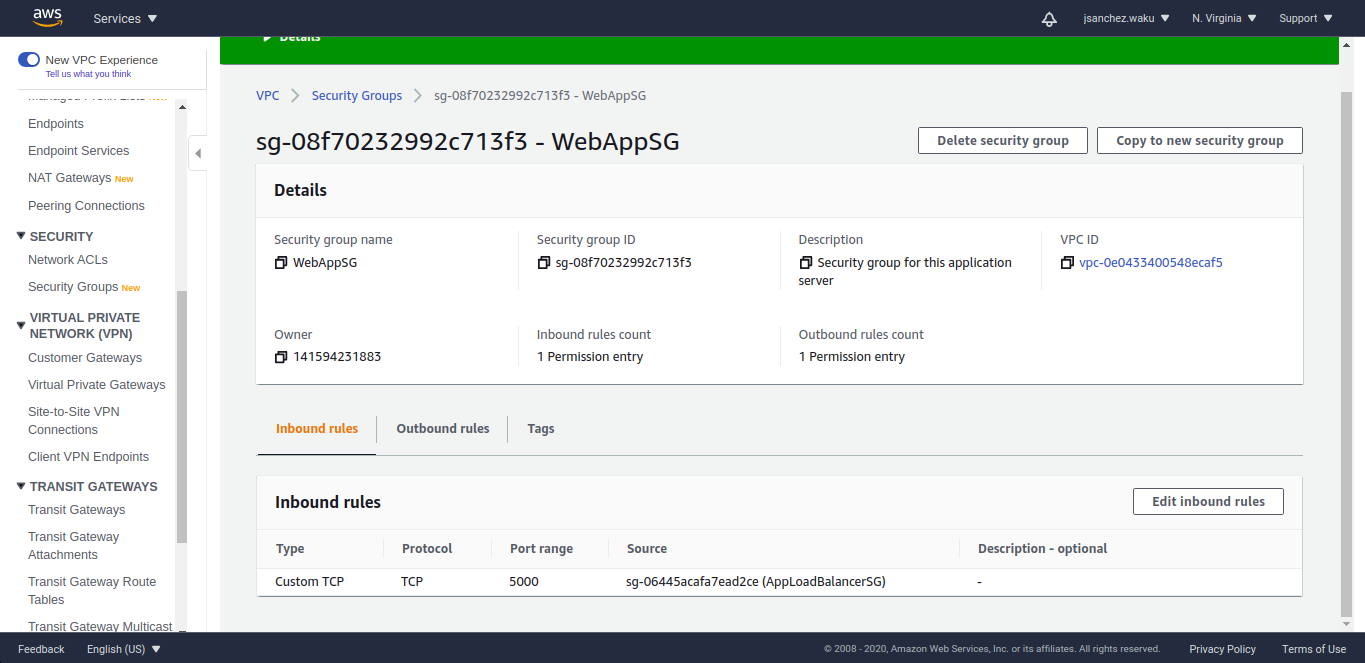 aws
Services
jsanchez.waku
N. Virginia
Support
New VPC Experience
Tell us what you think
Endpoints
Endpoint Services
NAT Gateways New
Peering Connections
SECURITY
Network ACLs
Security Groups New
VIRTUAL PRIVATE
NETWORK (VPN)
Customer Gateways
Virtual Private Gateways
Site-to-Site VPN
Connections
Client VPN Endpoints
TRANSIT GATEWAYS
Transit Gateways
Transit Gateway
Attachments
Transit Gateway Route
Tables
Transit Gateway Multicast
Details
VPC
Security Groups
sg-08f70232992c713f3 - WebAppSG
sg-08f70232992c713f3 - WebAppSG
Delete security group
Copy to new security group
Details
Security group name
WebAppSG
Security group ID
sg-08f70232992c713f3
Description
Security group for this application
server
VPC ID
vpc-0e0433400548ecaf5
Owner
141594231883
Inbound rules count
1 Permission entry
Outbound rules count
1 Permission entry
Inbound rules
Outbound rules
Tags
Inbound rules
Edit inbound rules
Type
Protocol
Port range
Source
Description - optional
Custom TCP
TCP
5000
sg-06445acafa7ead2ce (AppLoadBalancerSG)
-
Feedback
English (US)
© 2008 - 2020, Amazon Web Services, Inc. or its affiliates. All rights reserved.
Privacy Policy
Terms of Use